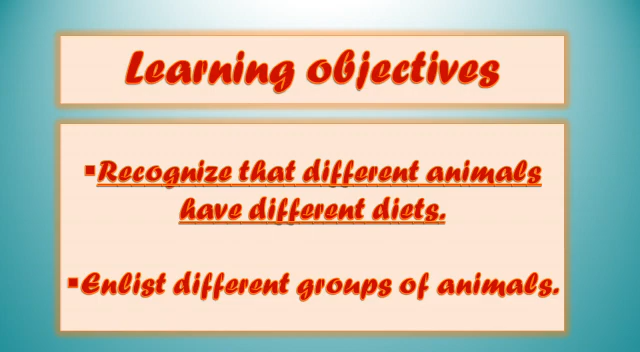 Learning objectives
▪Recognize that different animals
have different diets.
▪Enlist different groups of animals.